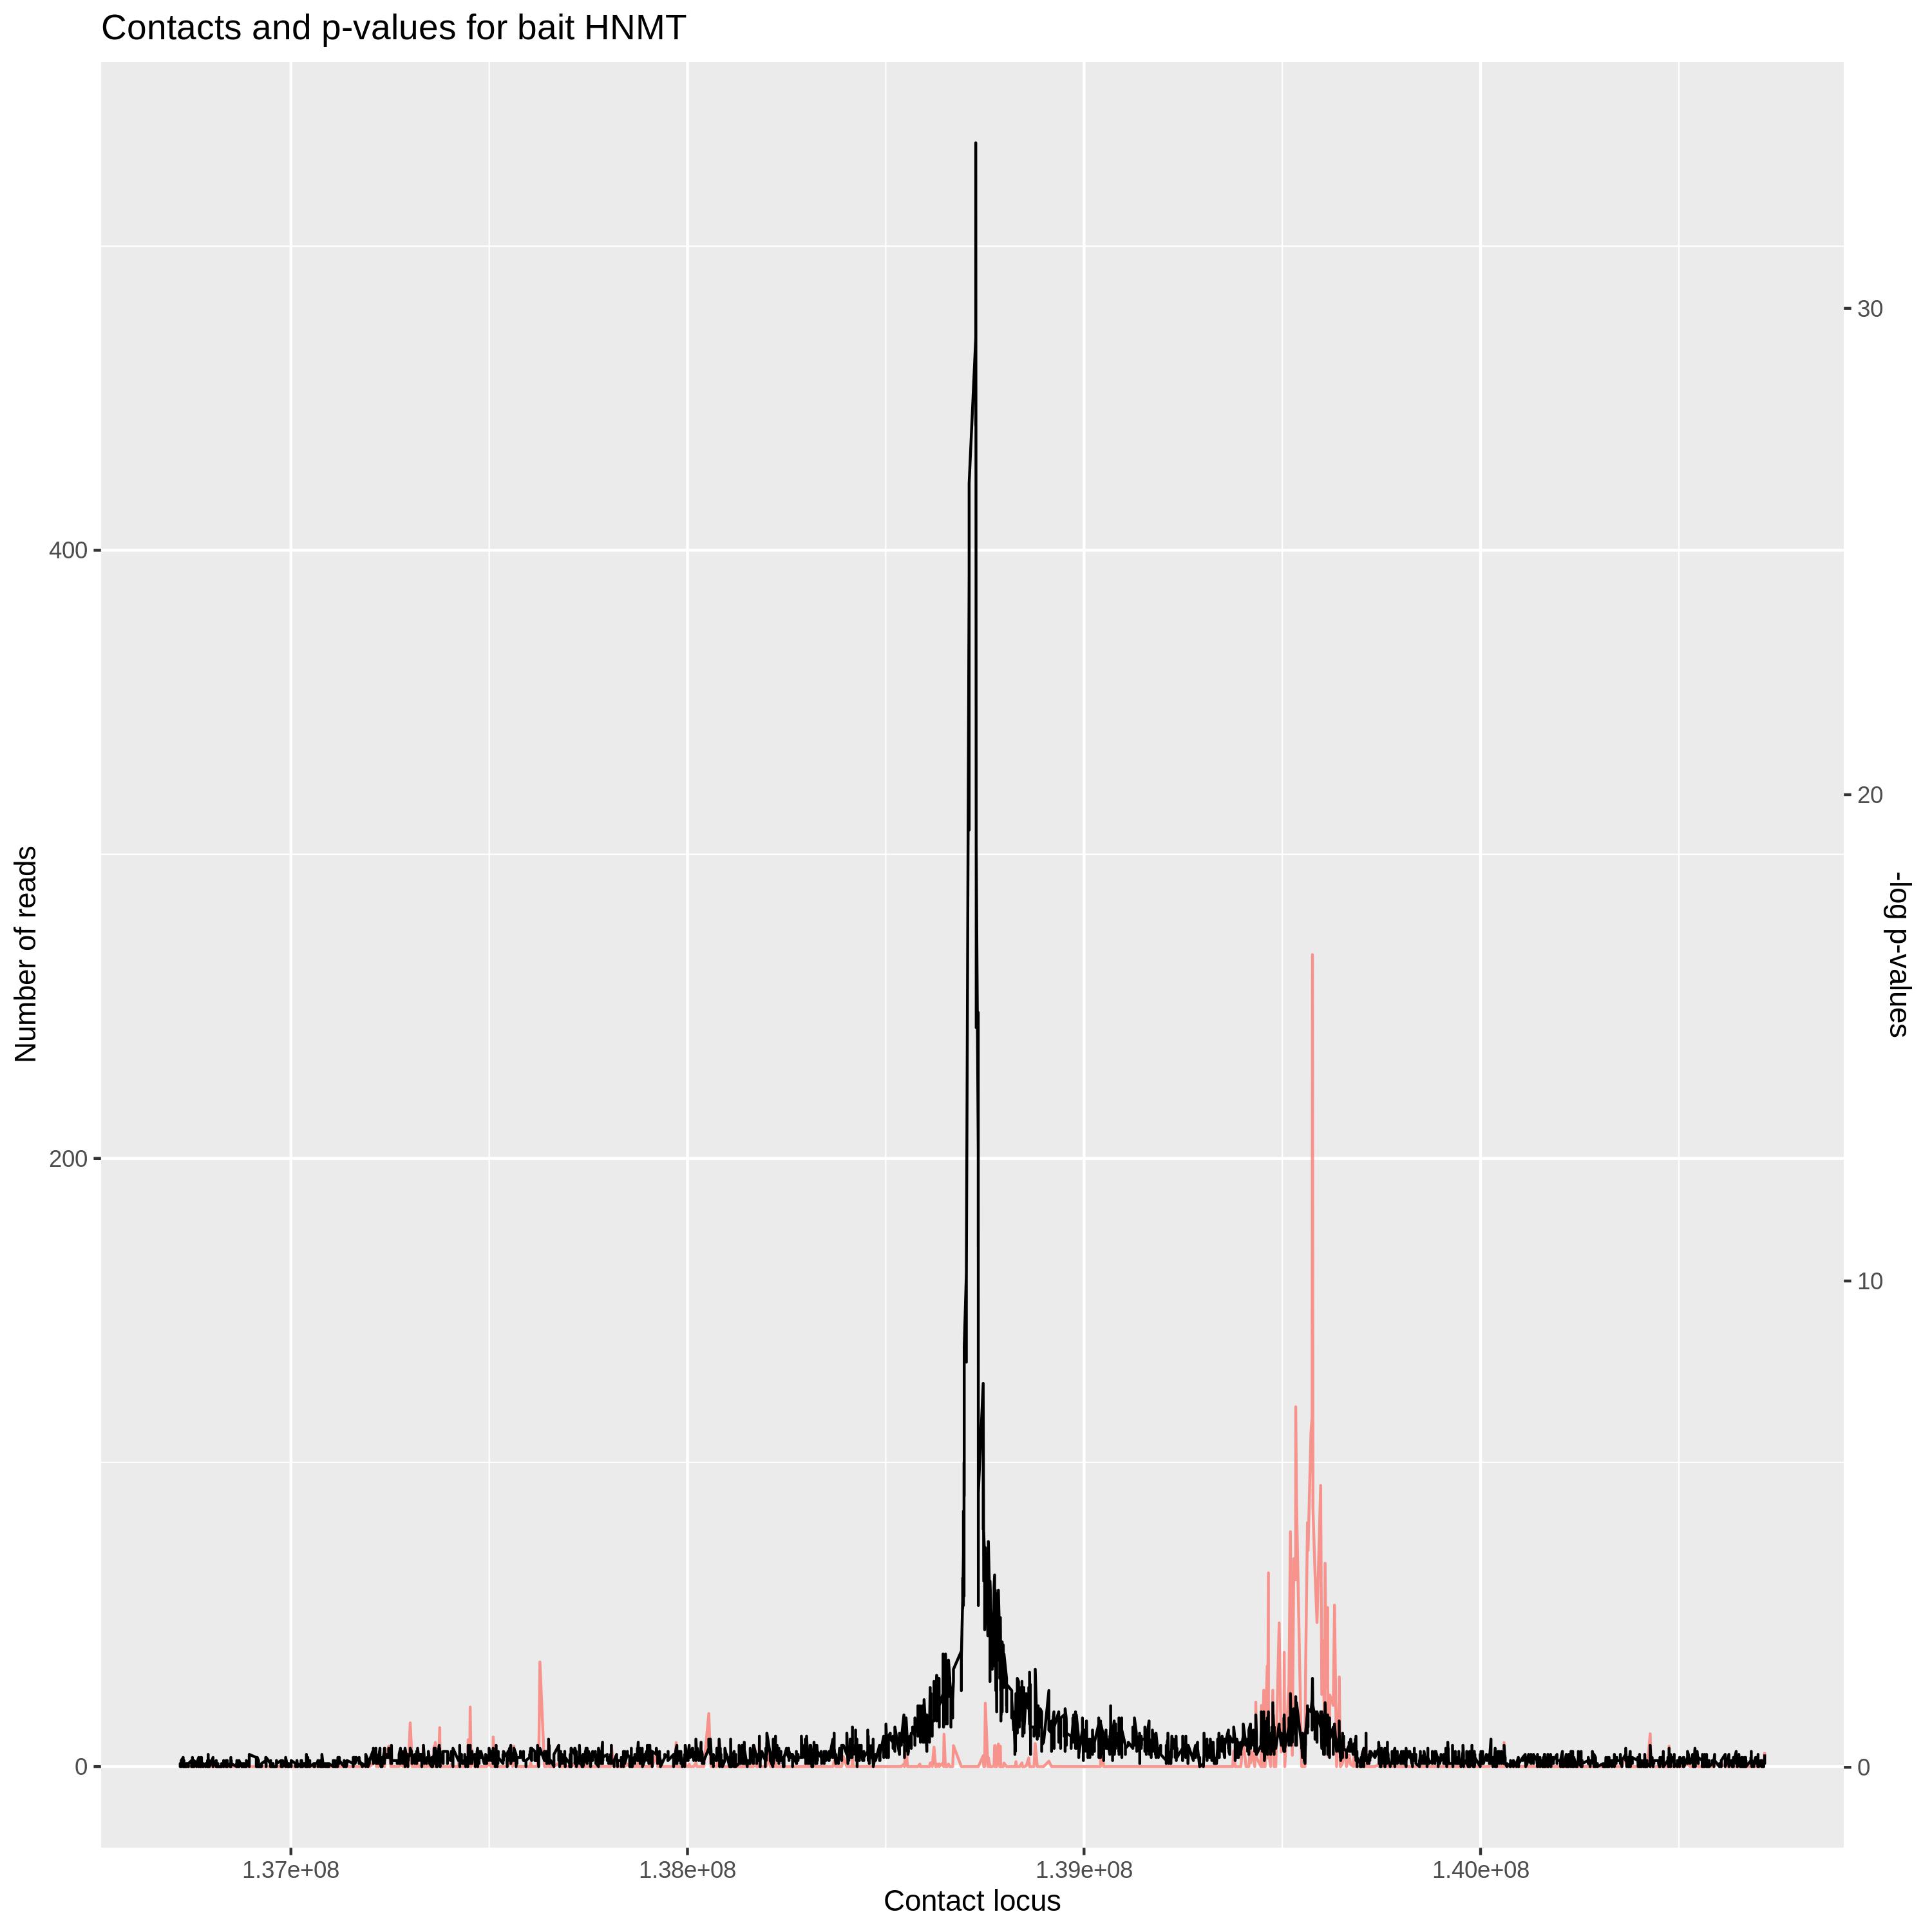 Contacts and p-values for bait HNMT
Number of reads
400
200
0
30
20
10
0
-log p-values
1.37e+08
1.38e+08
1.39e+08
1.40e+08
Contact locus